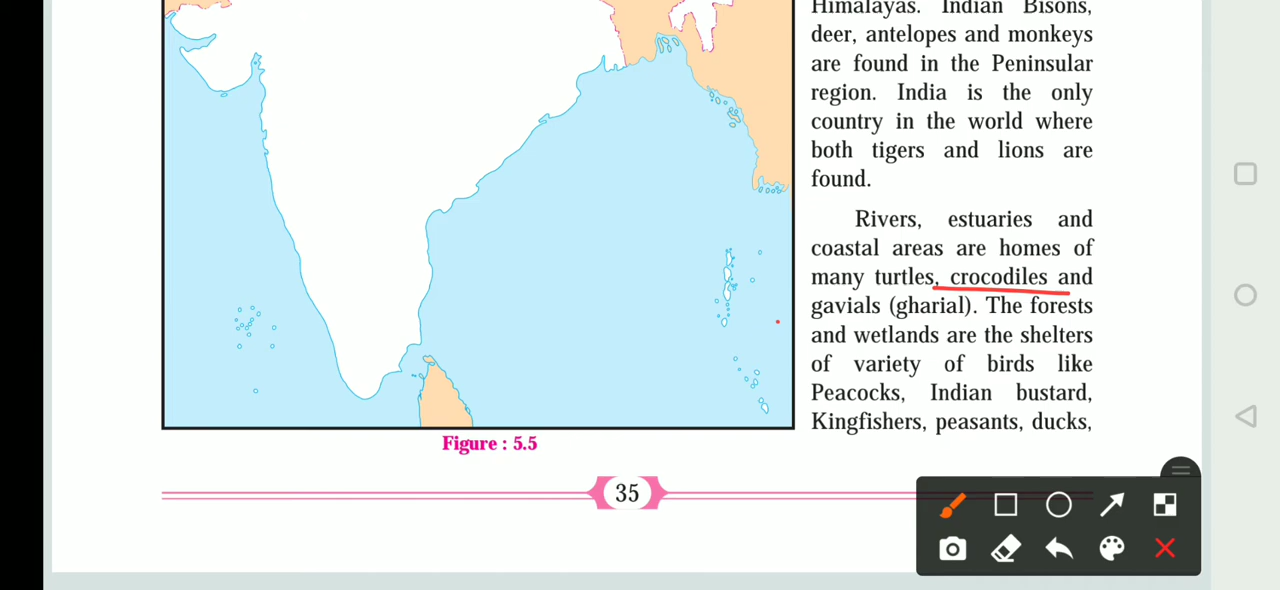 Himalayas. Indian Bisons,
deer, antelopes and monkeys
are found in the Peninsular
region. India is the only
country in the world where
both tigers and lions are
found.
Rivers, estuaries and
coastal areas are homes of
many turtles, crocodiles and
gavials (gharial). The forests
and wetlands are the shelters
of variety of birds like
Peacocks, Indian bustard,
Kingfishers, peasants, ducks,
Figure : 5.5
35